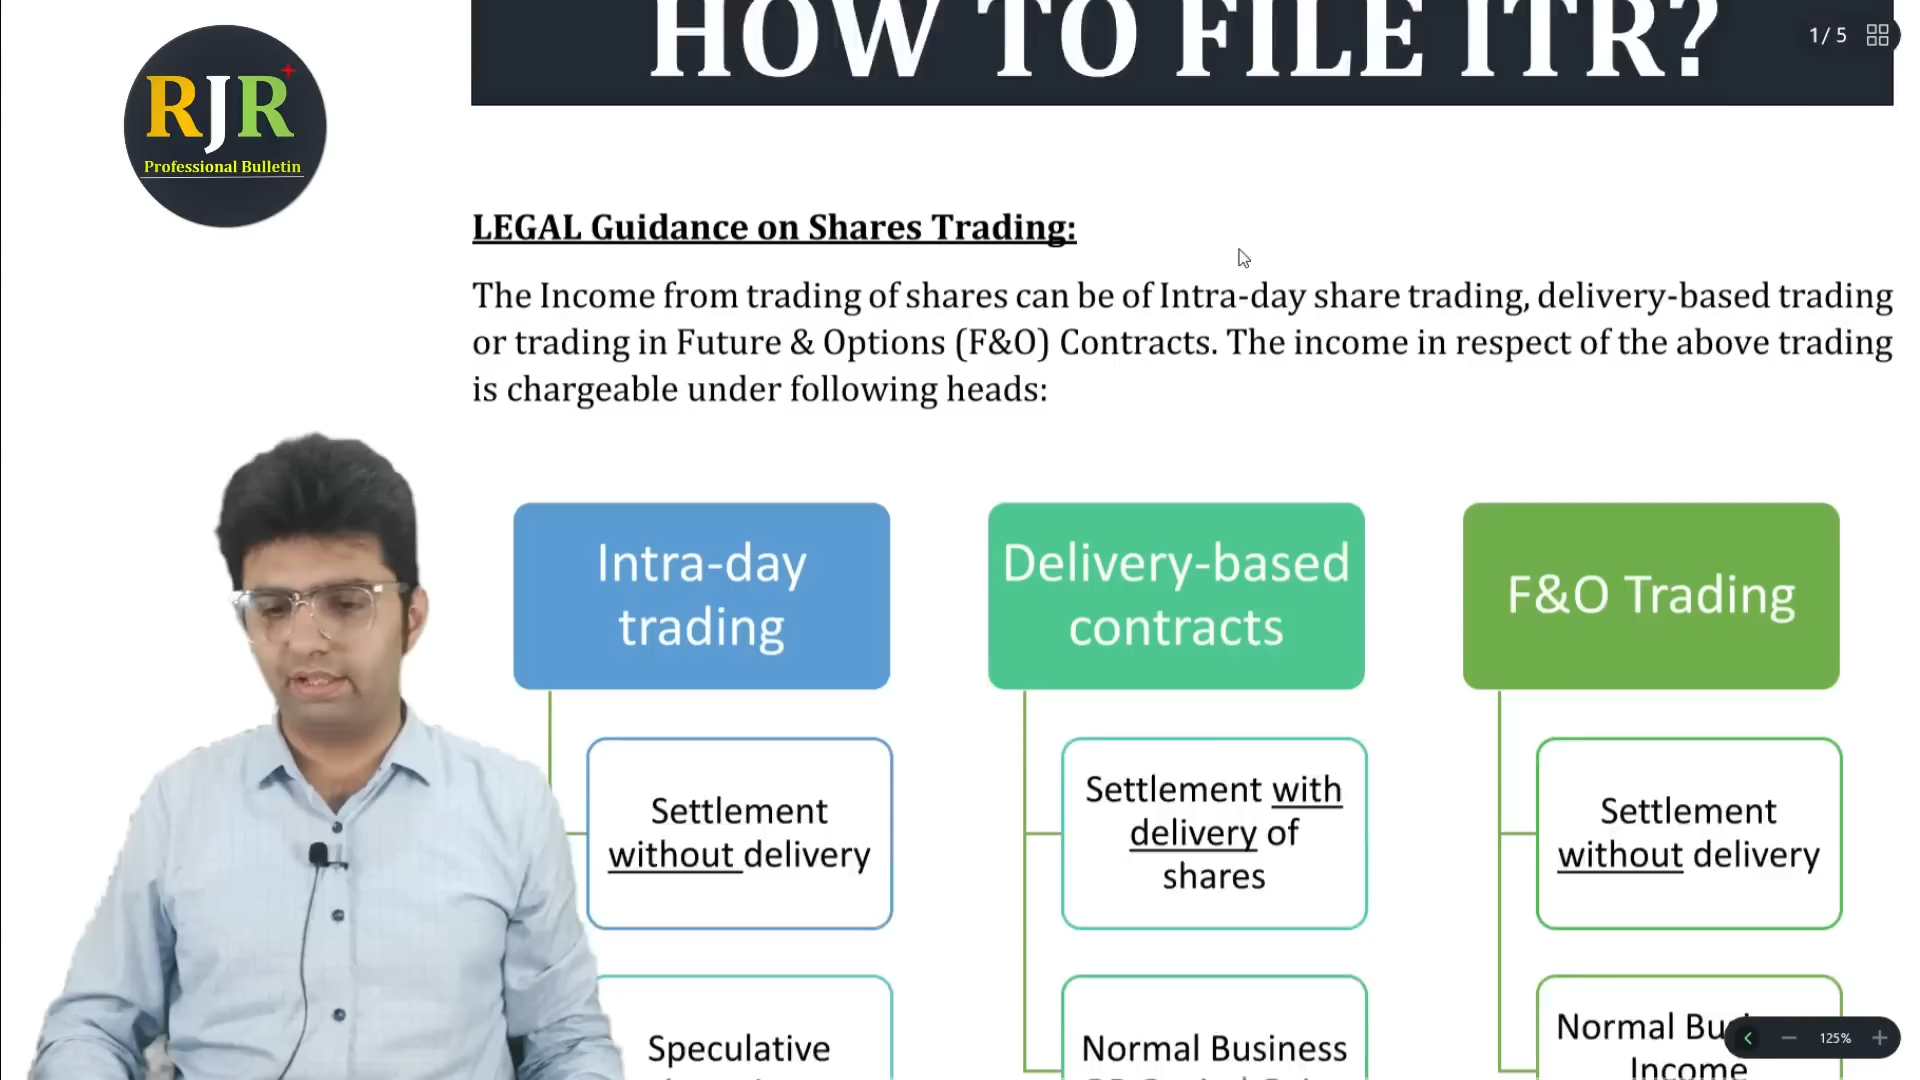 HOW TO FILE ITR?
1 / 5
RJR
Professional Bulletin
LEGAL Guidance on Shares Trading:
The Income from trading of shares can be of Intra-day share trading, delivery-based trading
or trading in Future & Options (F&O) Contracts. The income in respect of the above trading
is chargeable under following heads:
Intra-day
trading
Delivery-based
contracts
F&O Trading
Settlement
without delivery
Settlement with
delivery of
shares
Settlement
without delivery
Speculative
Normal Business
Normal
Income
125%